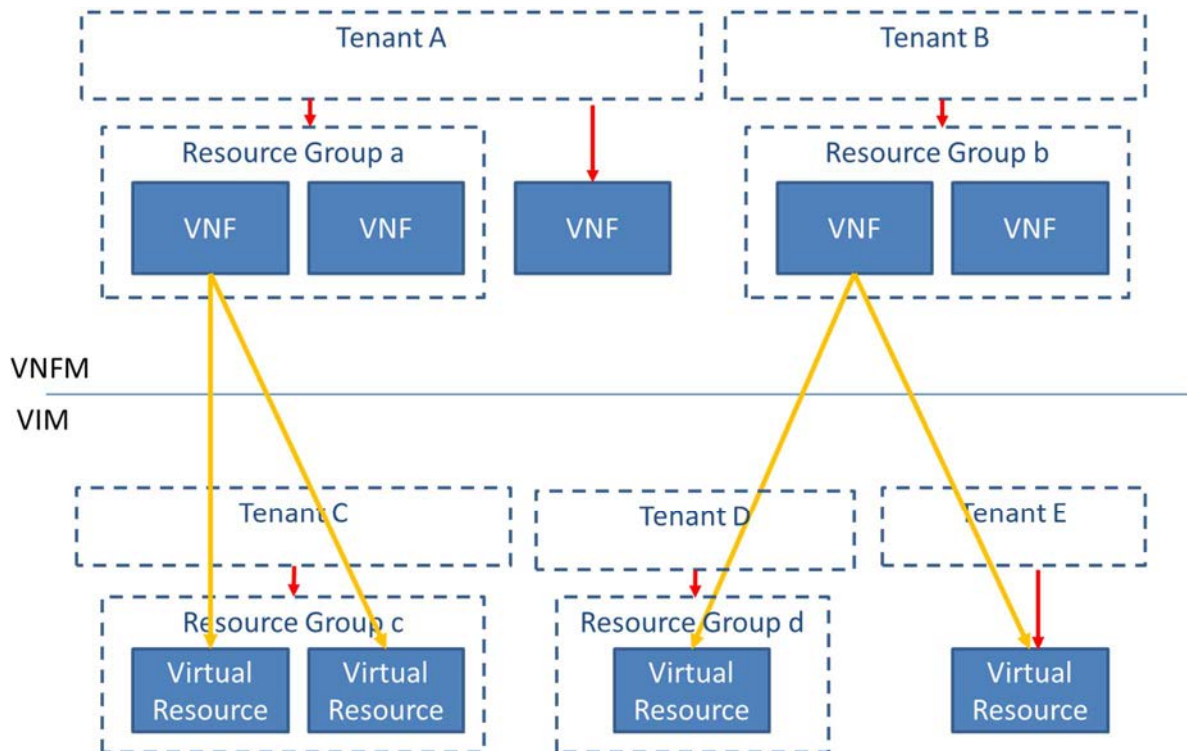 Tenant A
Tenant B
Resource Group a
Resource Group b
VNF
VNF
VNF
VNF
VNF
VNFM
VIM
Tenant C
Tenant D
Tenant E
Resource Group c
Resource Group d
Virtual
Resource
Virtual
Resource
Virtual
Resource
Virtual
Resource